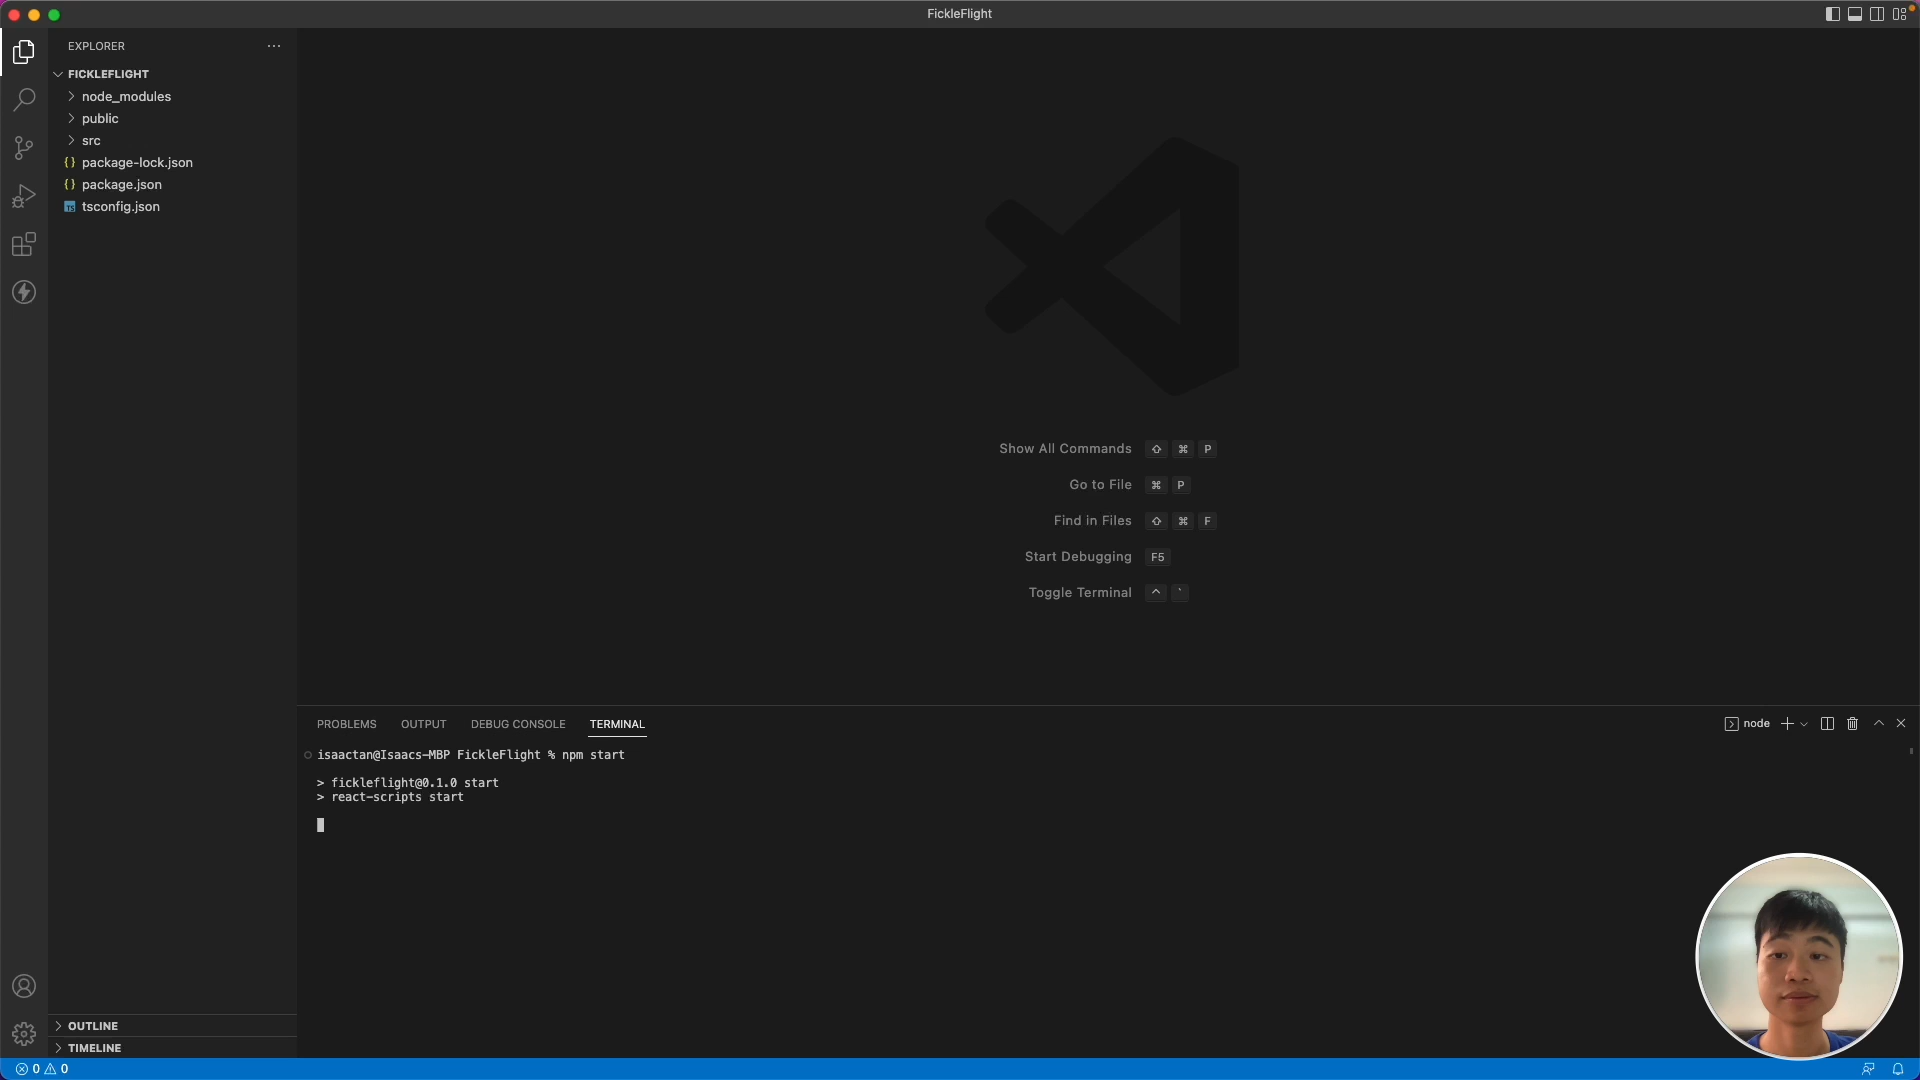 FickleFlight
EXPLORER
FICKLEFLIGHT
node_modules
public
src
{} package-lock.json
{} package.json
TS tsconfig.json
Show All Commands ⇧ ⌘ P
Go to File ⌘ P
Find in Files ⇧ ⌘ F
Start Debugging F5
Toggle Terminal ^ `
PROBLEMS OUTPUT DEBUG CONSOLE TERMINAL
node
isaactan@Isaacs-MBP FickleFlight % npm start
> fickleflight@0.1.0 start
> react-scripts start
OUTLINE
TIMELINE
0 0